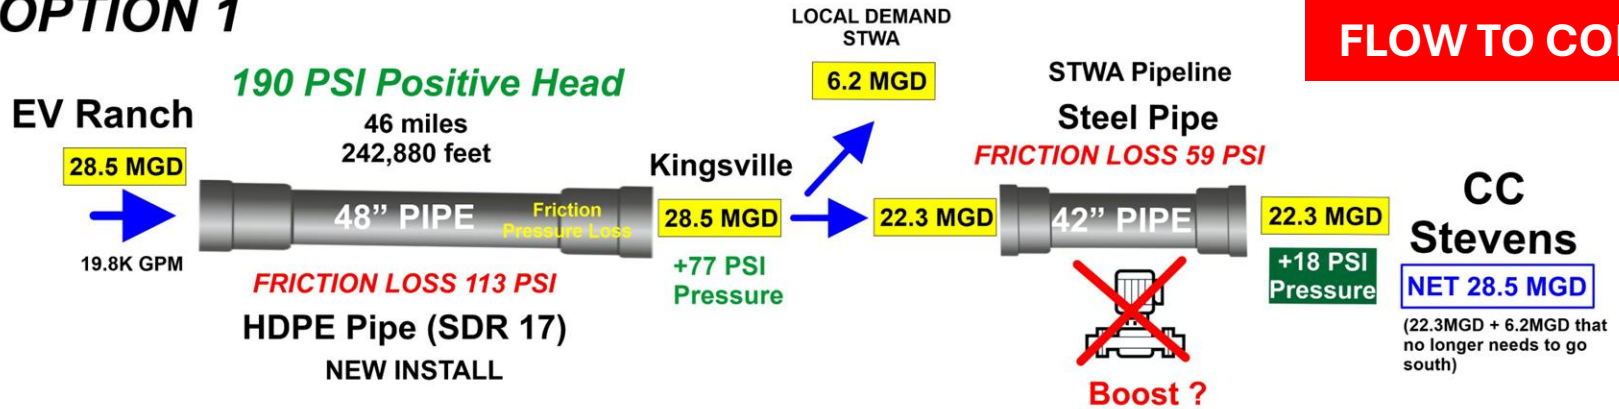 OPTION 1
FLOW TO CO
LOCAL DEMAND
STWA
6.2 MGD
190 PSI Positive Head
46 miles
242,880 feet
EV Ranch
28.5 MGD
19.8K GPM
48” PIPE
Friction
Pressure Loss
FRICTION LOSS 113 PSI
HDPE Pipe (SDR 17)
NEW INSTALL
Kingsville
28.5 MGD
+77 PSI
Pressure
22.3 MGD
STWA Pipeline
Steel Pipe
FRICTION LOSS 59 PSI
42” PIPE
Boost ?
22.3 MGD
+18 PSI
Pressure
CC
Stevens
NET 28.5 MGD
(22.3MGD + 6.2MGD that
no longer needs to go
south)